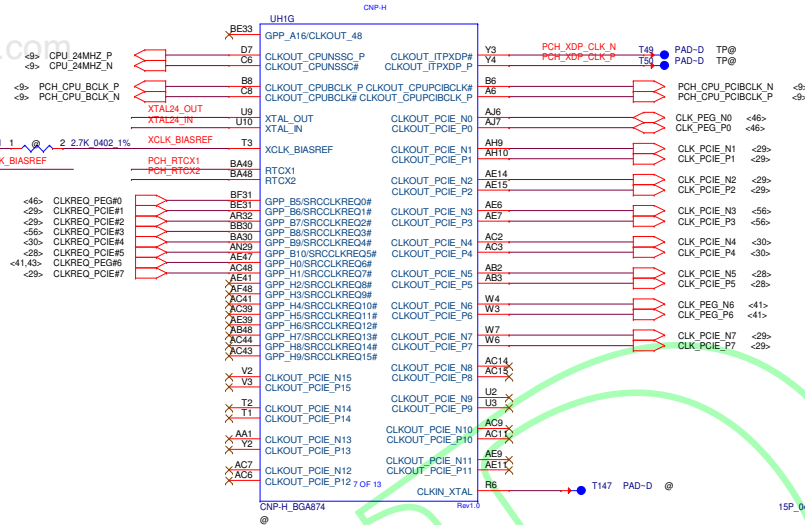 CNP-H
UH1G
BE33 GPP_A16/CLKOUT_48
.com
<9> CPU_24MHZ_P D7 CLKOUT_CPUNSSC_P CLKOUT_ITPXDP# Y3 PCH_XDP_CLK_N T49 PAD~D TP@
<9> CPU_24MHZ_N C6 CLKOUT_CPUNSSC# CLKOUT_ITPXDP_P Y4 PCH_XDP_CLK_P T50 PAD~D TP@
<9> PCH_CPU_BCLK_P B8 CLKOUT_CPUBCLK_P CLKOUT_CPUPCIBCLK# B6 PCH_CPU_PCIBCLK_N <9>
<9> PCH_CPU_BCLK_N C8 CLKOUT_CPUBCLK# CLKOUT_CPUPCIBCLK_P A6 PCH_CPU_PCIBCLK_P <9>
XTAL24_OUT U9 XTAL_OUT CLKOUT_PCIE_N0 AJ6 CLK_PEG_N0 <46>
XTAL24_IN U10 XTAL_IN CLKOUT_PCIE_P0 AJ7 CLK_PEG_P0 <46>
1 @ 2 2.7K_0402_1% XCLK_BIASREF T3 XCLK_BIASREF CLKOUT_PCIE_N1 AH9 CLK_PCIE_N1 <29>
K_BIASREF CLKOUT_PCIE_P1 AH10 CLK_PCIE_P1 <29>
PCH_RTCX1 BA49 RTCX1
PCH_RTCX2 BA48 RTCX2 CLKOUT_PCIE_N2 AE14 CLK_PCIE_N2 <29>
CLKOUT_PCIE_P2 AE15 CLK_PCIE_P2 <29>
<46> CLKREQ_PEG#0 BF31 GPP_B5/SRCCLKREQ0#
<29> CLKREQ_PCIE#1 BE31 GPP_B6/SRCCLKREQ1# CLKOUT_PCIE_N3 AE6 CLK_PCIE_N3 <56>
<29> CLKREQ_PCIE#2 AR32 GPP_B7/SRCCLKREQ2# CLKOUT_PCIE_P3 AE7 CLK_PCIE_P3 <56>
<56> CLKREQ_PCIE#3 BB30 GPP_B8/SRCCLKREQ3#
<30> CLKREQ_PCIE#4 BA30 GPP_B9/SRCCLKREQ4# CLKOUT_PCIE_N4 AC2 CLK_PCIE_N4 <30>
<28> CLKREQ_PCIE#5 AN29 GPP_B10/SRCCLKREQ5# CLKOUT_PCIE_P4 AC3 CLK_PCIE_P4 <30>
<41,43> CLKREQ_PEG#6 AE47 GPP_H0/SRCCLKREQ6#
<29> CLKREQ_PCIE#7 AC48 GPP_H1/SRCCLKREQ7# CLKOUT_PCIE_N5 AB2 CLK_PCIE_N5 <28>
AE41 GPP_H2/SRCCLKREQ8# CLKOUT_PCIE_P5 AB3 CLK_PCIE_P5 <28>
AF48 GPP_H3/SRCCLKREQ9#
AC41 GPP_H4/SRCCLKREQ10# CLKOUT_PCIE_N6 W4 CLK_PEG_N6 <41>
AC39 GPP_H5/SRCCLKREQ11# CLKOUT_PCIE_P6 W3 CLK_PEG_P6 <41>
AE39 GPP_H6/SRCCLKREQ12#
AB48 GPP_H7/SRCCLKREQ13# CLKOUT_PCIE_N7 W7 CLK_PCIE_N7 <29>
AC44 GPP_H8/SRCCLKREQ14# CLKOUT_PCIE_P7 W6 CLK_PCIE_P7 <29>
AC43 GPP_H9/SRCCLKREQ15#
CLKOUT_PCIE_N8 AC14
V2 CLKOUT_PCIE_N15 CLKOUT_PCIE_P8 AC15
V3 CLKOUT_PCIE_P15
CLKOUT_PCIE_N9 U2
T2 CLKOUT_PCIE_N14 CLKOUT_PCIE_P9 U3
T1 CLKOUT_PCIE_P14
CLKOUT_PCIE_N10 AC9
AA1 CLKOUT_PCIE_N13 CLKOUT_PCIE_P10 AC11
Y2 CLKOUT_PCIE_P13
CLKOUT_PCIE_N11 AE9
AC7 CLKOUT_PCIE_N12 CLKOUT_PCIE_P11 AE11
AC6 CLKOUT_PCIE_P12 7 OF 13
CLKIN_XTAL R6 T147 PAD~D @
CNP-H_BGA874 Rev1.0
@